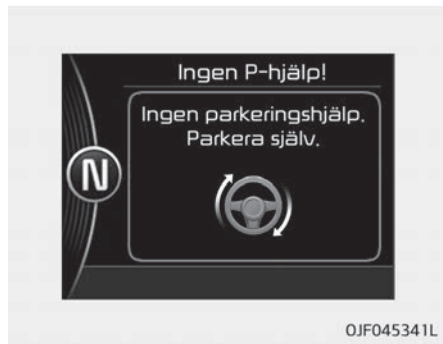 Ingen P-hjälp!
Ingen parkeringshjälp.
Parkera själv.
N
OJF045341L